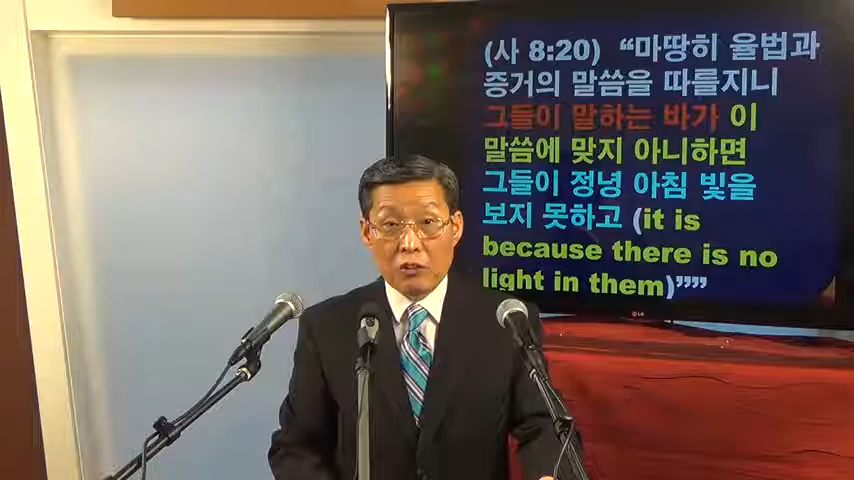 (사 8:20) “마땅히 율법과
증거의 말씀을 따를지니
그들이 말하는 바가 이
말씀에 맞지 아니하면
그들이 정녕 아침 빛을
보지 못하고 (it is
because there is no
light in them)””
LG